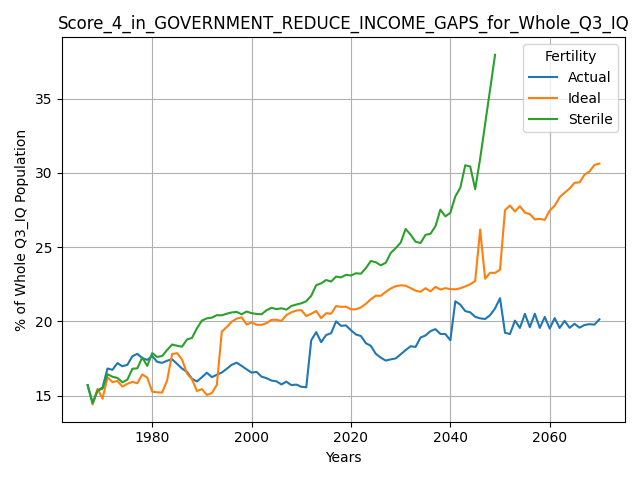 Score_4_in_GOVERNMENT_REDUCE_INCOME_GAPS_for_Whole_Q3_IQ
Fertility
Actual
Ideal
Sterile
% of Whole Q3_IQ Population
35
30
25
20
15
1980
2000
2020
2040
2060
Years